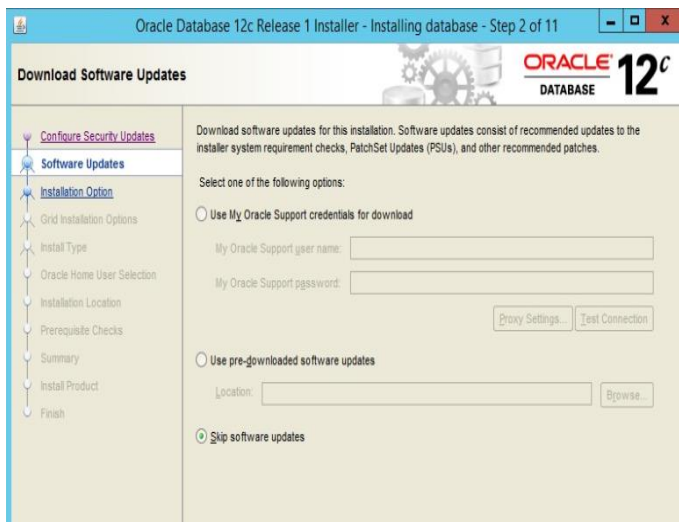 Oracle Database 12c Release 1 Installer - Installing database - Step 2 of 11
Download Software Updates
ORACLE
DATABASE
12c
Configure Security Updates
Software Updates
Installation Option
Grid Installation Options
Install Type
Oracle Home User Selection
Installation Location
Prerequisite Checks
Summary
Install Product
Finish
Download software updates for this installation. Software updates consist of recommended updates to the
installer system requirement checks, PatchSet Updates (PSUs), and other recommended patches.
Select one of the following options:
Use My Oracle Support credentials for download
My Oracle Support user name:
My Oracle Support password:
Proxy Settings... Test Connection
Use pre-downloaded software updates
Location: Browse...
Skip software updates